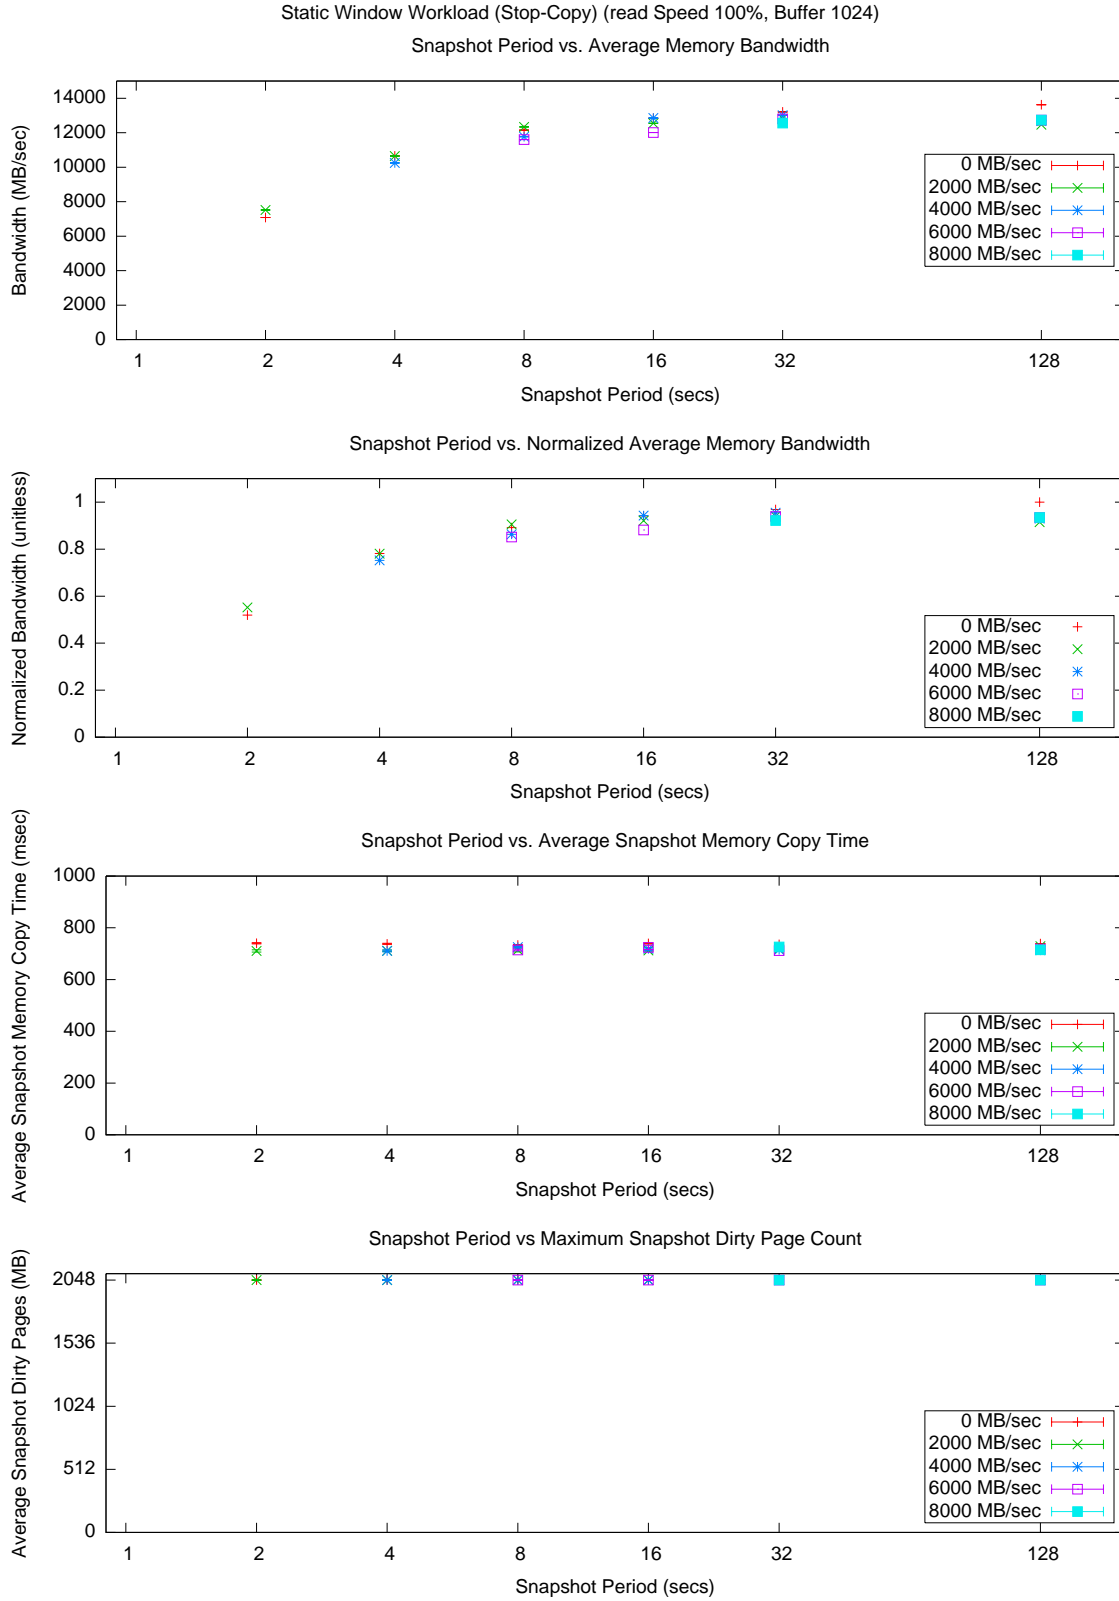 Static Window Workload (Stop-Copy) (read Speed 100%, Buffer 1024)
Snapshot Period vs. Average Memory Bandwidth
Bandwidth (MB/sec)
14000
12000
10000
8000
6000
4000
2000
0
0 MB/sec
2000 MB/sec
4000 MB/sec
6000 MB/sec
8000 MB/sec
1 2 4 8 16 32 128
Snapshot Period (secs)
Snapshot Period vs. Normalized Average Memory Bandwidth
Normalized Bandwidth (unitless)
1
0.8
0.6
0.4
0.2
0
0 MB/sec
2000 MB/sec
4000 MB/sec
6000 MB/sec
8000 MB/sec
1 2 4 8 16 32 128
Snapshot Period (secs)
Snapshot Period vs. Average Snapshot Memory Copy Time
Average Snapshot Memory Copy Time (msec)
1000
800
600
400
200
0
0 MB/sec
2000 MB/sec
4000 MB/sec
6000 MB/sec
8000 MB/sec
1 2 4 8 16 32 128
Snapshot Period (secs)
Snapshot Period vs Maximum Snapshot Dirty Page Count
Average Snapshot Dirty Pages (MB)
2048
1536
1024
512
0
0 MB/sec
2000 MB/sec
4000 MB/sec
6000 MB/sec
8000 MB/sec
1 2 4 8 16 32 128
Snapshot Period (secs)